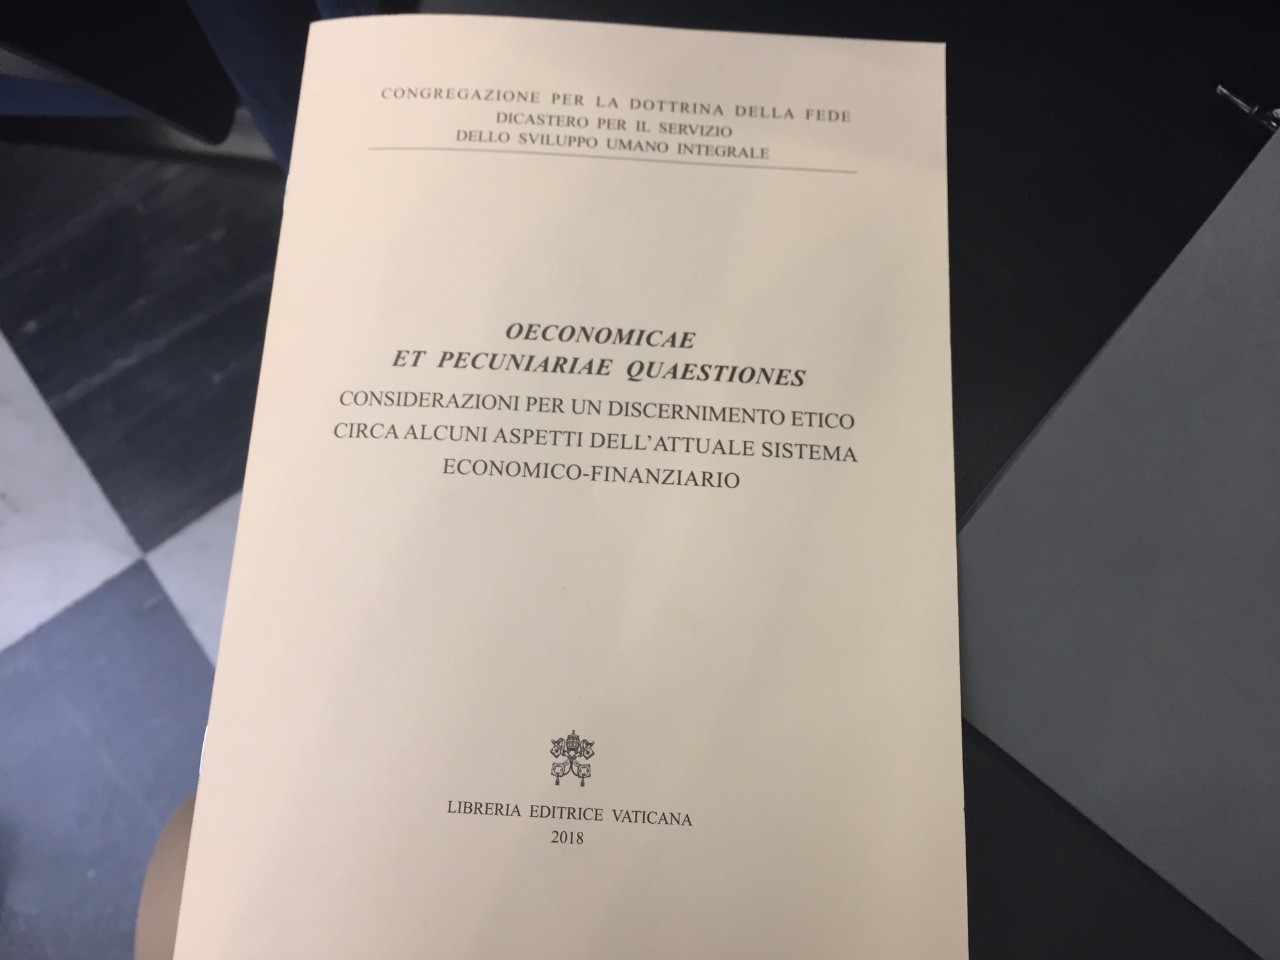 CONGREGAZIONE PER LA DOTTRINA DELLA FEDE
DICASTERO PER IL SERVIZIO
DELLO SVILUPPO UMANO INTEGRALE
OECONOMICAE
ET PECUNIARIAE QUAESTIONES
CONSIDERAZIONI PER UN DISCERNIMENTO ETICO
CIRCA ALCUNI ASPETTI DELL’ATTUALE SISTEMA
ECONOMICO-FINANZIARIO
LIBRERIA EDITRICE VATICANA
2018